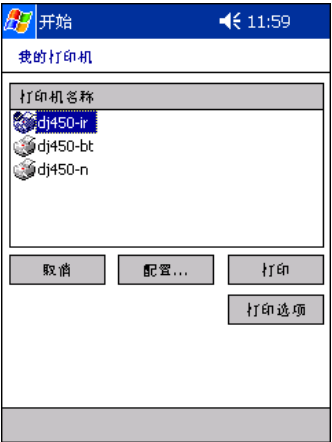 开始 11:59
我的打印机
打印机名称
dj450-ir
dj450-bt
dj450-n
取消 配置... 打印
打印选项